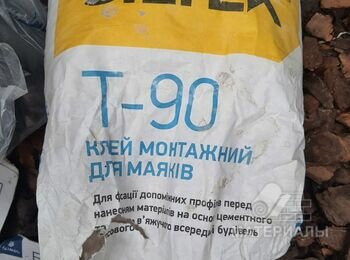 Т-90
КЛЕЙ МОНТАЖНИЙ
ДЛЯ МАЯКІВ
Для фіксації допоміжних профілів перед
нанесенням матеріалів на основі цементного
в'яжучого всередині будівель